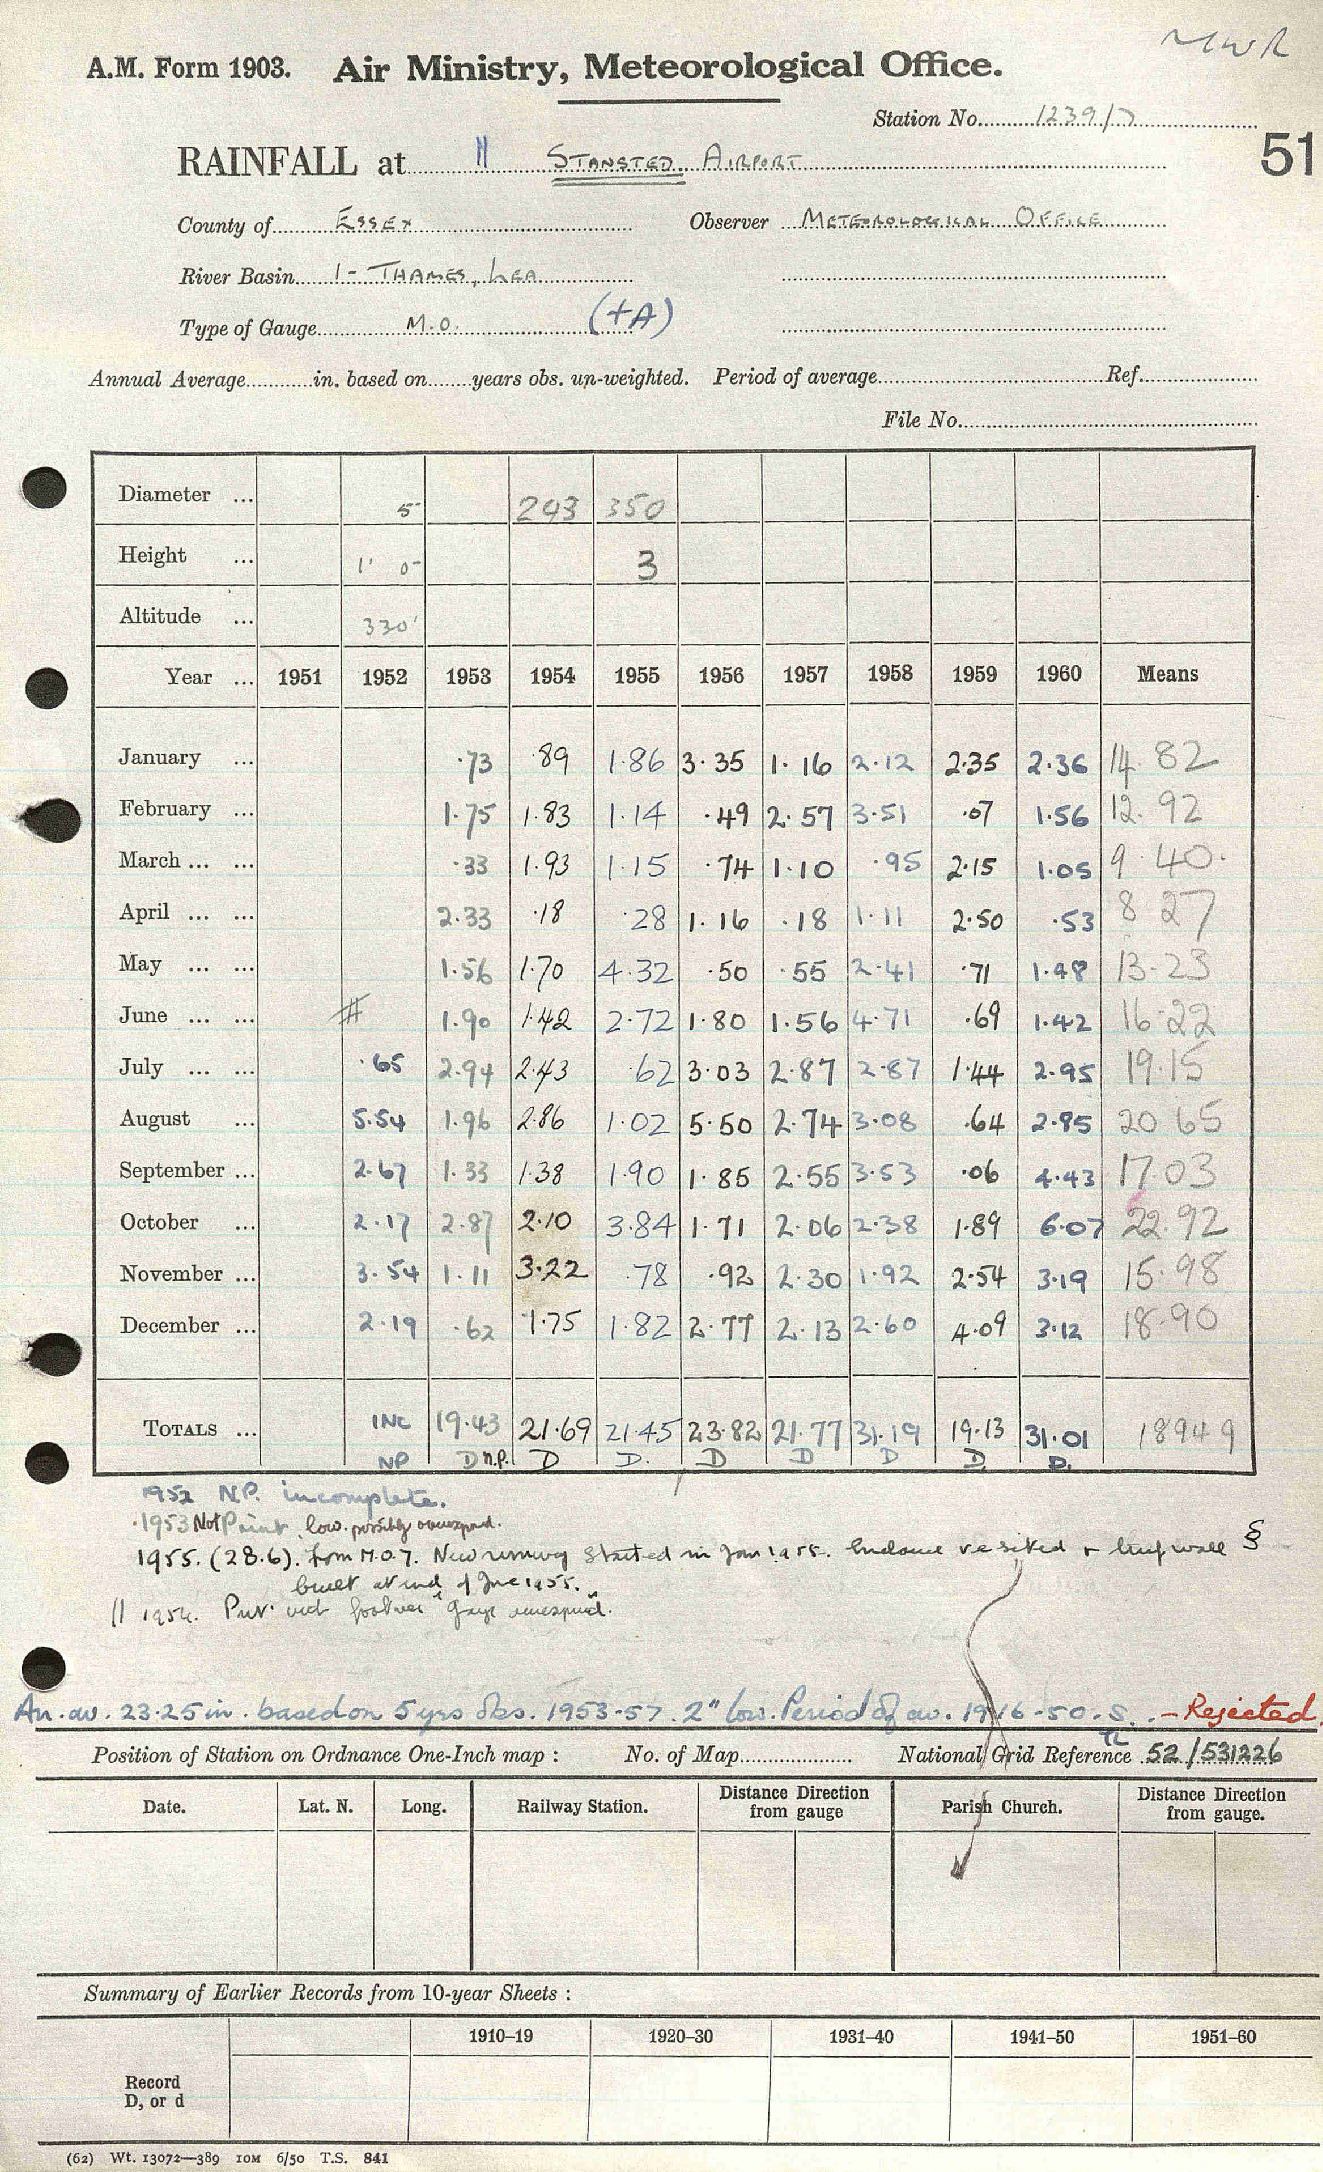 MWR
A.M. Form 1903. Air Ministry, Meteorological Office.
Station No. 1239/7
51
RAINFALL at || STANSTED AIRPORT
County of ESSEX Observer METEOROLOGICAL OFFICE
River Basin 1- THAMES, LEA
Type of Gauge M.O. (+A)
Annual Average in. based on years obs. un-weighted. Period of average Ref.
File No.
Diameter ... 5" 243 350
Height ... 1' 0" 3
Altitude ... 330'
Year ... 1951 1952 1953 1954 1955 1956 1957 1958 1959 1960 Means
January ... ·73 ·89 1·86 3·35 1·16 2·12 2·35 2·36 14·82
February ... 1·75 1·83 1·14 ·49 2·57 3·51 ·07 1·56 12·92
March ... ... ·33 1·93 1·15 ·74 1·10 ·95 2·15 1·05 9·40·
April ... ... 2·33 ·18 ·28 1·16 ·18 1·11 2·50 ·53 8·27
May ... ... 1·56 1·70 4·32 ·50 ·55 2·41 ·71 1·48 13·23
June ... ... # 1·90 1·42 2·72 1·80 1·56 4·71 ·69 1·42 16·22
July ... ... ·65 2·94 2·43 ·62 3·03 2·87 2·87 1·44 2·95 19·15
August ... 5·54 1·96 2·86 1·02 5·50 2·74 3·08 ·64 2·85 20 65
September ... 2·67 1·33 1·38 1·90 1·85 2·55 3·53 ·06 4·43 17·03
October ... 2·17 2·87 2·10 3·84 1·71 2·06 2·38 1·89 6·07 22·92
November ... 3·54 1·11 3·22 ·78 ·92 2·30 1·92 2·54 3·19 15·98
December ... 2·19 ·62 1·75 1·82 2·77 2·13 2·60 4·09 3·12 18·90
TOTALS ... INC 19·43 21·69 21·45 23·82 21·77 31·19 19·13 31·01 18949
NP D n.p. D D. D D D D. D.
1952 N.P. incomplete.
1953 Not Print low. possibly overexposed.
1955. (28.6). from M.O.7. New runway started in Jan 1955. Enclosure re sited + turf wall §
built at end of June 1955.
|| 1954. Put gauge overexposed.
An. av. 23·25 in. based on 5 yrs obs. 1953-57. 2" low. Period of av. 1916-50. S. - Rejected.
Position of Station on Ordnance One-Inch map : No. of Map National Grid Reference TL 52/531226
Date. Lat. N. Long. Railway Station. Distance from gauge Direction Parish Church. Distance from gauge. Direction
Summary of Earlier Records from 10-year Sheets :
1910–19 1920–30 1931–40 1941–50 1951–60
Record
D, or d
(62) Wt. 13072—389 10M 6/50 T.S. 841